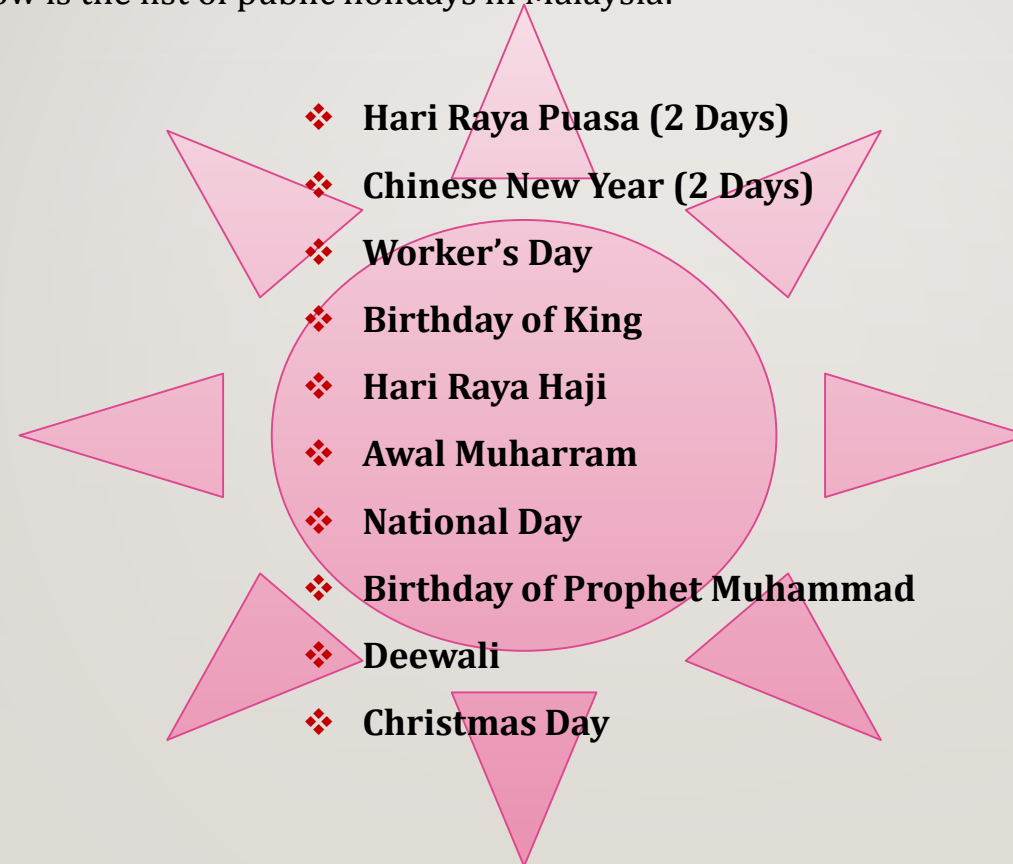 is the list of public holidays in Malaysia.
❖ Hari Raya Puasa (2 Days)
❖ Chinese New Year (2 Days)
❖ Worker’s Day
❖ Birthday of King
❖ Hari Raya Haji
❖ Awal Muharram
❖ National Day
❖ Birthday of Prophet Muhammad
❖ Deewali
❖ Christmas Day